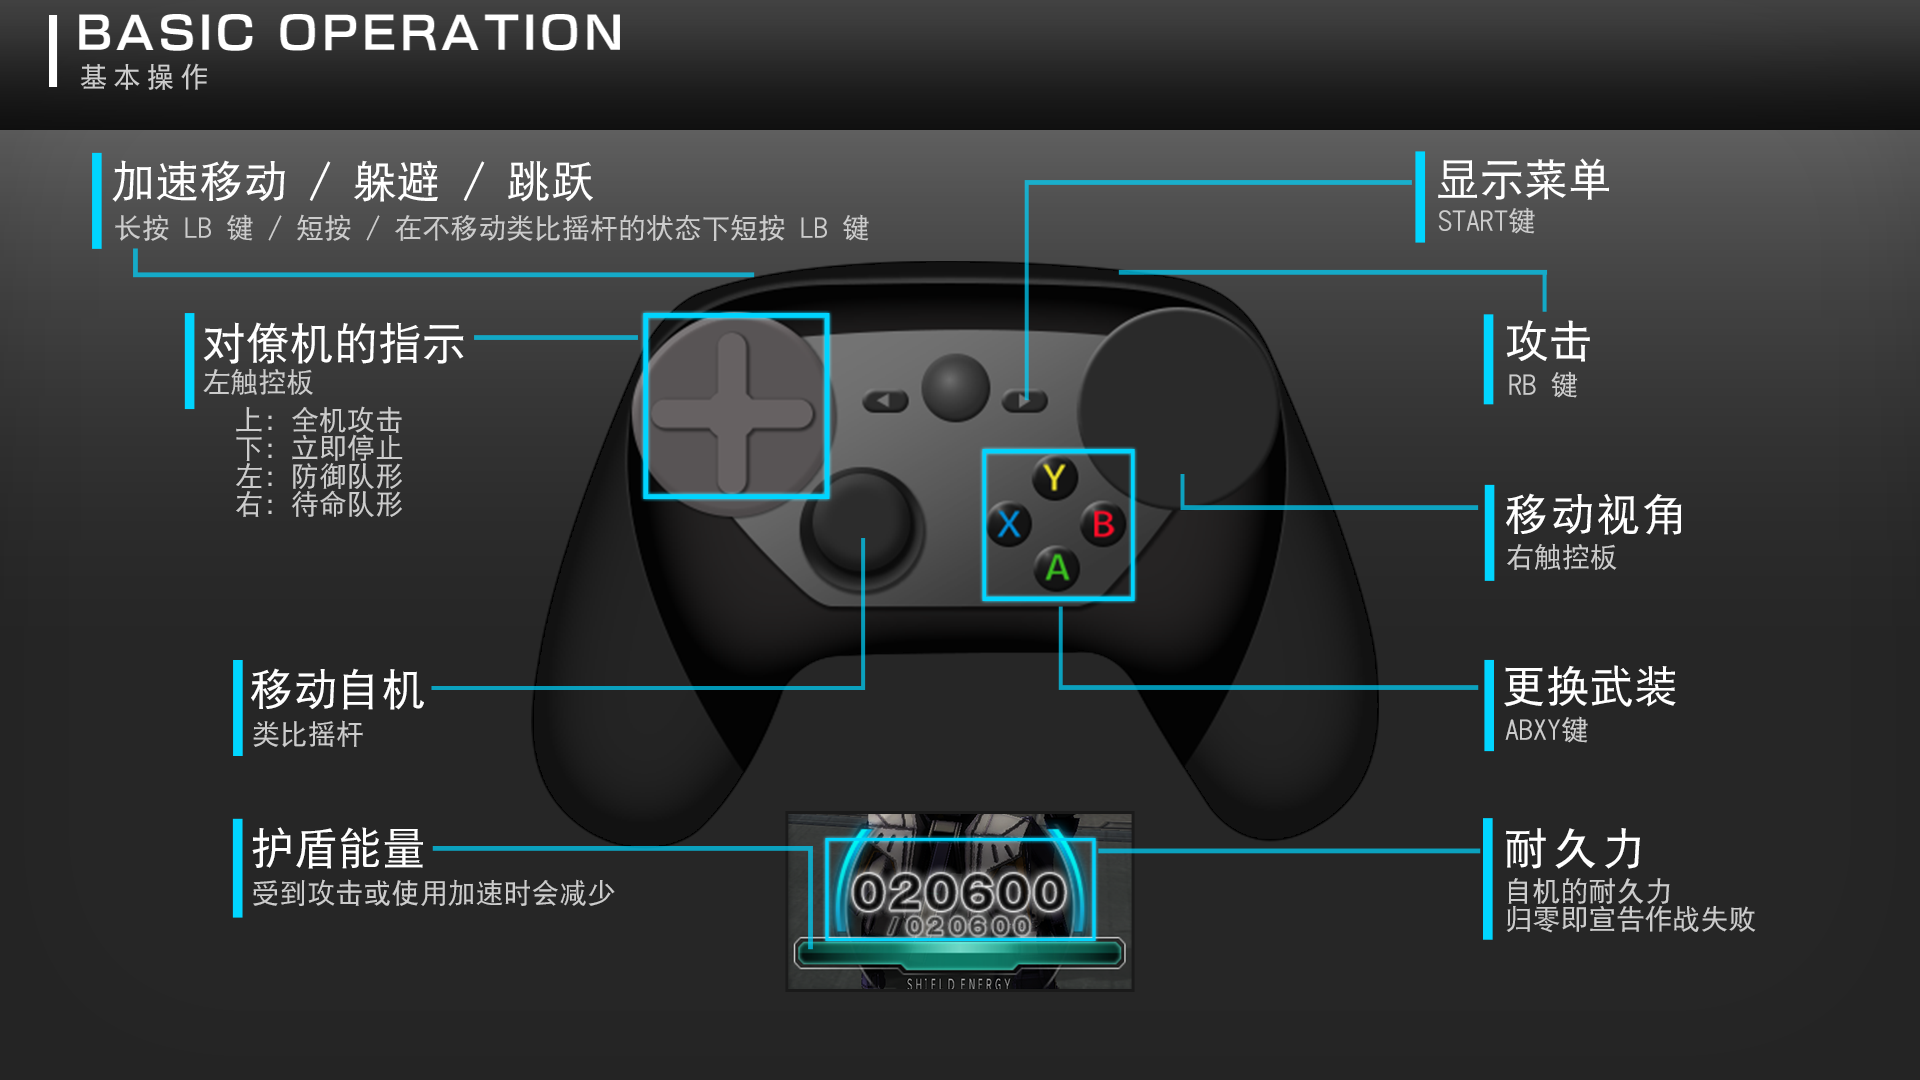 BASIC OPERATION
基本操作
加速移动 / 躲避 / 跳跃
长按 LB 键 / 短按 / 在不移动类比摇杆的状态下短按 LB 键
显示菜单
START键
对僚机的指示
左触控板
上: 全机攻击
下: 立即停止
左: 防御队形
右: 待命队形
攻击
RB 键
Y
X
B
A
移动视角
右触控板
移动自机
类比摇杆
更换武装
ABXY键
护盾能量
受到攻击或使用加速时会减少
020600
/020600
SHIELD ENERGY
耐久力
自机的耐久力
归零即宣告作战失败